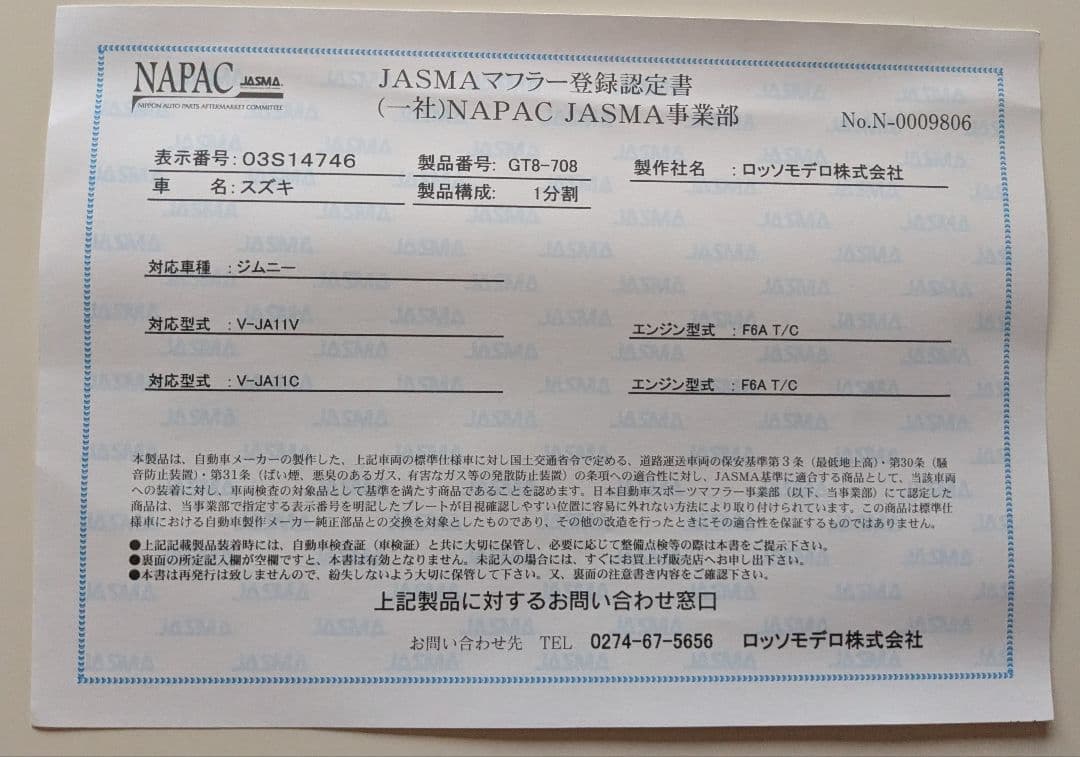 NAPAC JASMA
NIPPON AUTO PARTS AFTERMARKET COMMITTEE
JASMAマフラー登録認定書
(一社)NAPAC JASMA事業部
No.N-0009806
表示番号:03S14746 製品番号: GT8-708 製作社名 :ロッソモデロ株式会社
車 名:スズキ 製品構成: 1分割
対応車種 :ジムニー
対応型式 :V-JA11V エンジン型式 :F6A T/C
対応型式 :V-JA11C エンジン型式 :F6A T/C
本製品は、自動車メーカーの製作した、上記車両の標準仕様車に対し国土交通省令で定める、道路運送車両の保安基準第3条(最低地上高)・第30条(騒
音防止装置)・第31条(ばい煙、悪臭のあるガス、有害なガス等の発散防止装置)の条項への適合性に対し、JASMA基準に適合する商品として、当該車両
への装着に対し、車両検査の対象品として基準を満たす商品であることを認めます。日本自動車スポーツマフラー事業部(以下、当事業部)にて認定した
商品は、当事業部で指定する表示番号を明記したプレートが目視確認しやすい位置に容易に外れない方法により取り付けられています。この商品は標準仕
様車における自動車製作メーカー純正部品との交換を対象としたものであり、その他の改造を行ったときにその適合性を保証するものではありません。
●上記記載製品装着時には、自動車検査証(車検証)と共に大切に保管し、必要に応じて整備点検等の際は本書をご提示下さい。
●裏面の所定記入欄が空欄ですと、本書は有効となりません。未記入の場合には、すぐにお買上げ販売店へお申し出下さい。
●本書は再発行は致しませんので、紛失しないよう大切に保管して下さい。又、裏面の注意書き内容をご確認下さい。
上記製品に対するお問い合わせ窓口
お問い合わせ先 TEL 0274-67-5656 ロッソモデロ株式会社